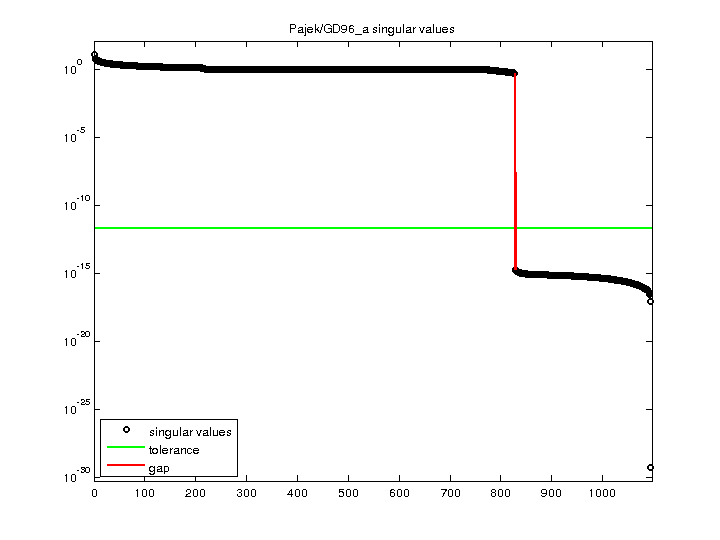 Pajek/GD96_a singular values
10^0
10^-5
10^-10
10^-15
10^-20
10^-25
10^-30
singular values
tolerance
gap
0 100 200 300 400 500 600 700 800 900 1000